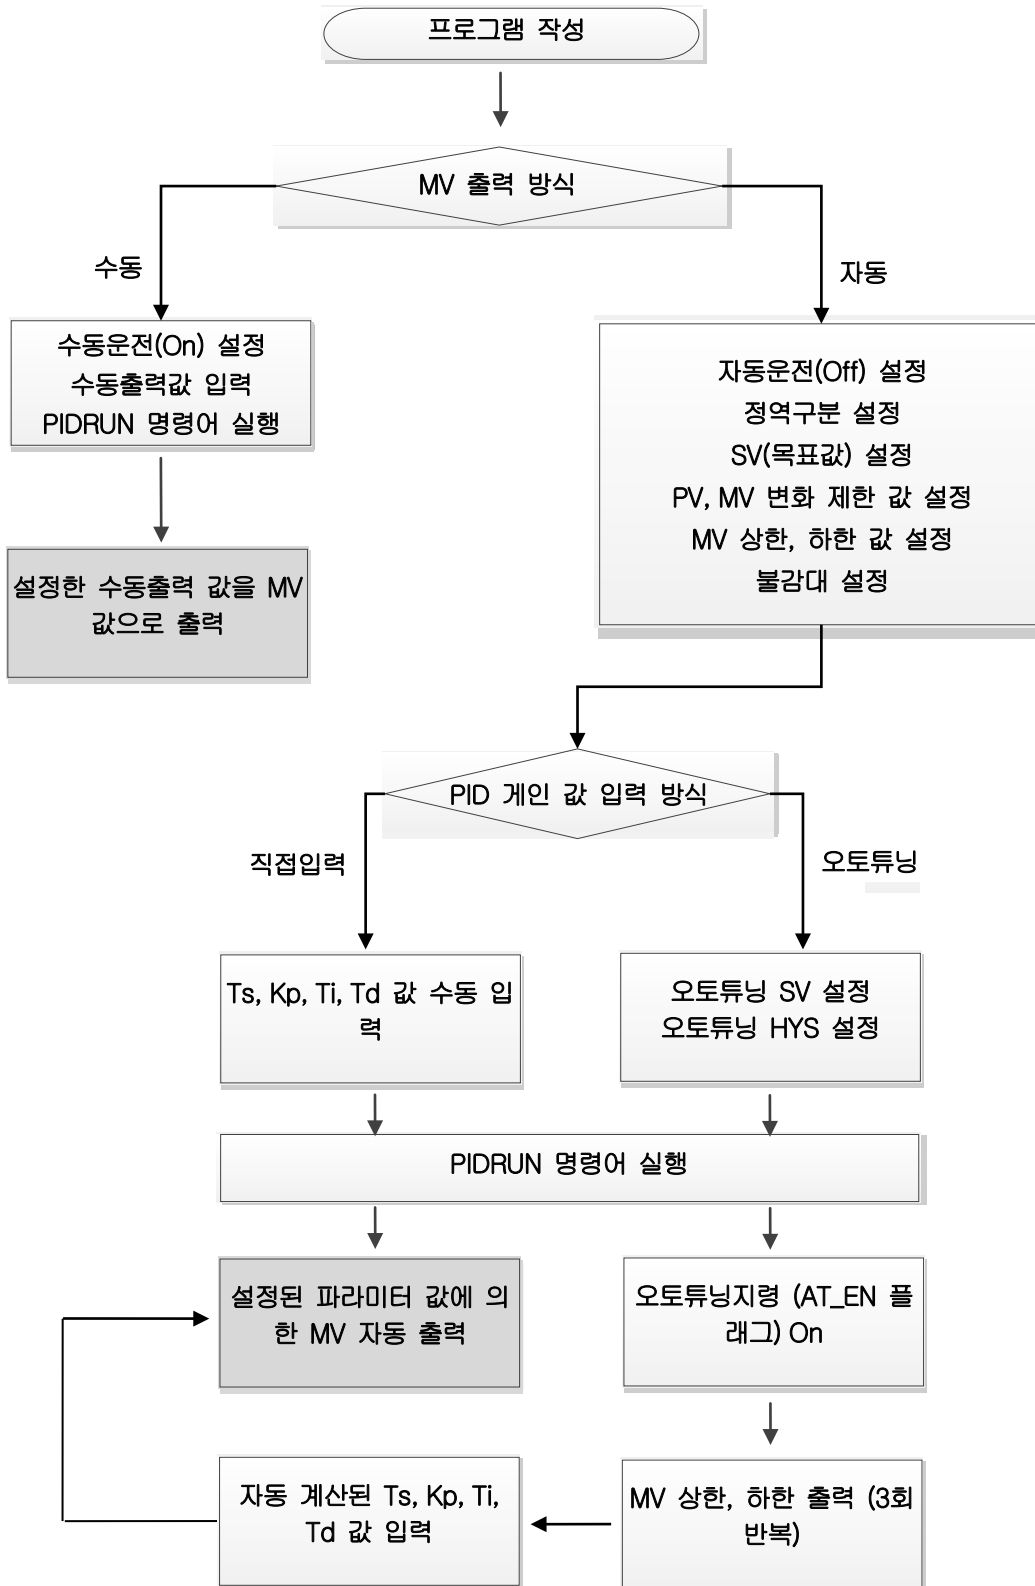 프로그램 작성
MV 출력 방식
수동
자동
수동운전(On) 설정
수동출력값 입력
PIDRUN 명령어 실행
자동운전(Off) 설정
정역구분 설정
SV(목표값) 설정
PV, MV 변화 제한 값 설정
MV 상한, 하한 값 설정
불감대 설정
설정한 수동출력 값을 MV
값으로 출력
PID 게인 값 입력 방식
직접입력
오토튜닝
Ts, Kp, Ti, Td 값 수동 입
력
오토튜닝 SV 설정
오토튜닝 HYS 설정
PIDRUN 명령어 실행
설정된 파라미터 값에 의
한 MV 자동 출력
오토튜닝지령 (AT_EN 플
래그) On
자동 계산된 Ts, Kp, Ti,
Td 값 입력
MV 상한, 하한 출력 (3회
반복)